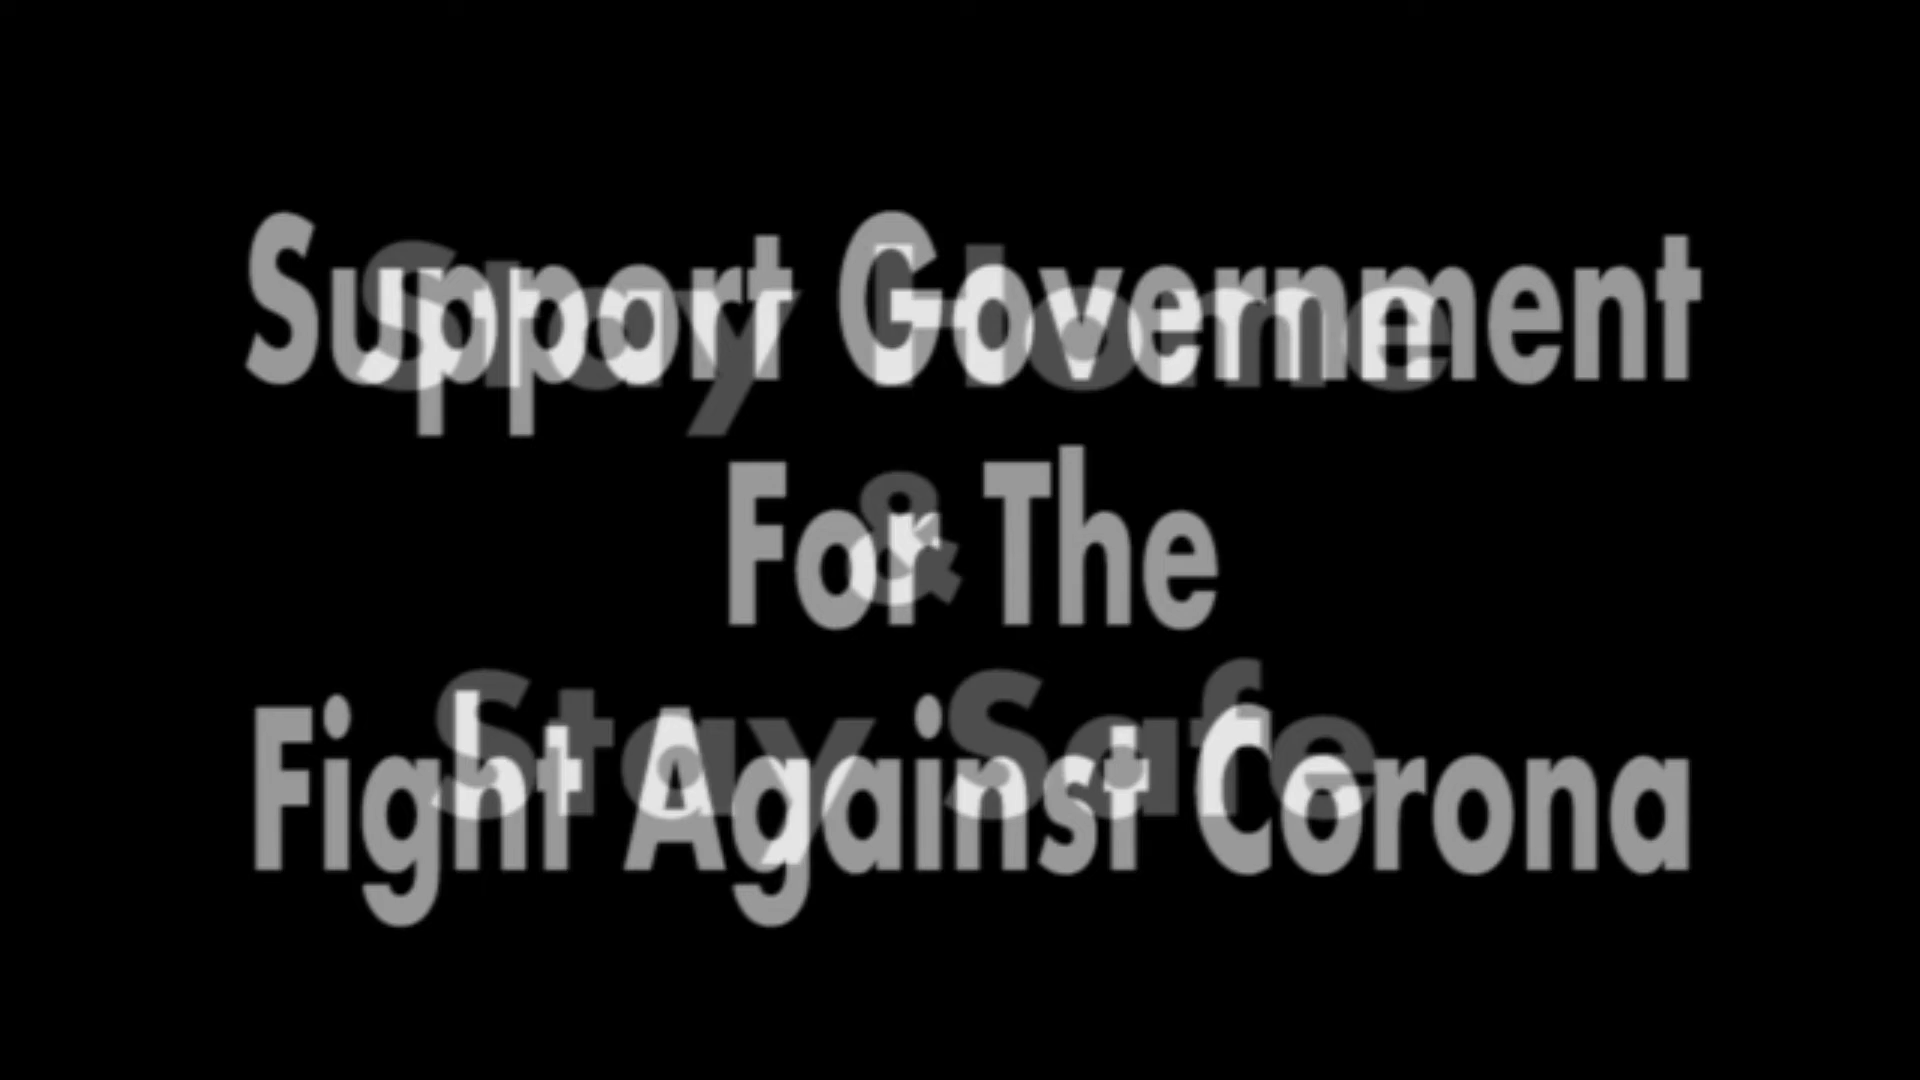 Support Government
For The
Fight Against Corona
Stay Home
&
Stay Safe